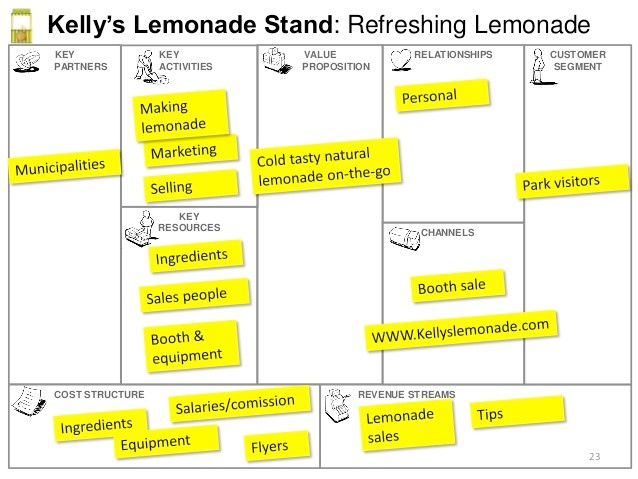 Kelly's Lemonade Stand: Refreshing Lemonade
KEY
PARTNERS
Municipalities
KEY
ACTIVITIES
Making
lemonade
Marketing
Selling
KEY
RESOURCES
Ingredients
Sales people
Booth &
equipment
VALUE
PROPOSITION
Cold tasty natural
lemonade on-the-go
RELATIONSHIPS
Personal
CHANNELS
Booth sale
WWW.Kellyslemonade.com
CUSTOMER
SEGMENT
Park visitors
COST STRUCTURE
Ingredients
Salaries/comission
Equipment
Flyers
REVENUE STREAMS
Lemonade
sales
Tips
23